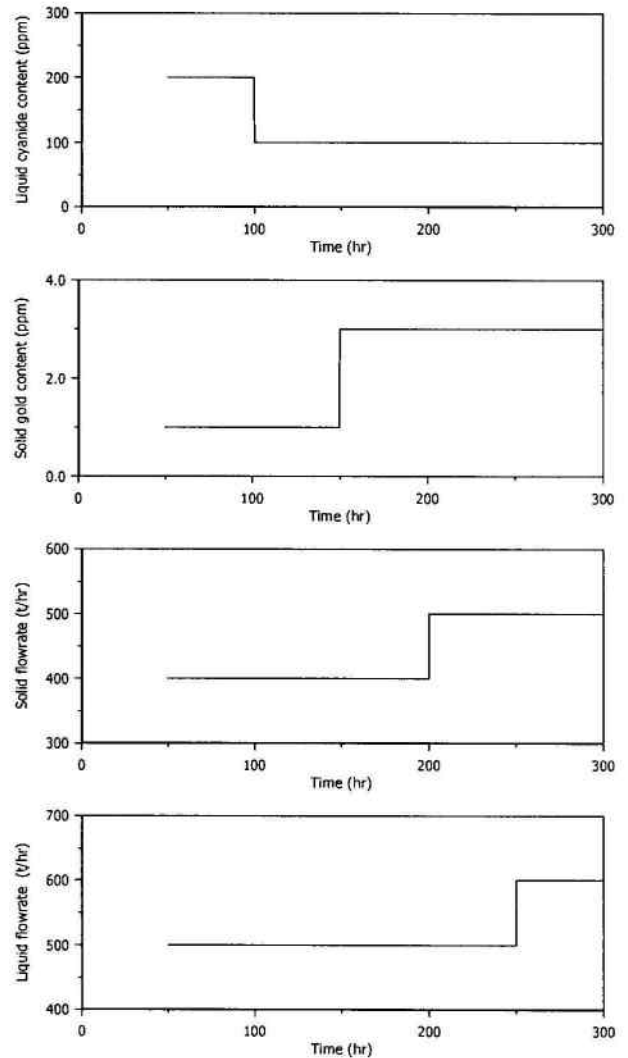 300
200
100
0
Liquid cyanide content (ppm)
0 100 200 300
Time (hr)
4.0
2.0
0.0
Solid gold content (ppm)
0 100 200 300
Time (hr)
600
500
400
300
Solid flowrate (t/hr)
0 100 200 300
Time (hr)
700
600
500
400
Liquid flowrate (t/hr)
0 100 200 300
Time (hr)